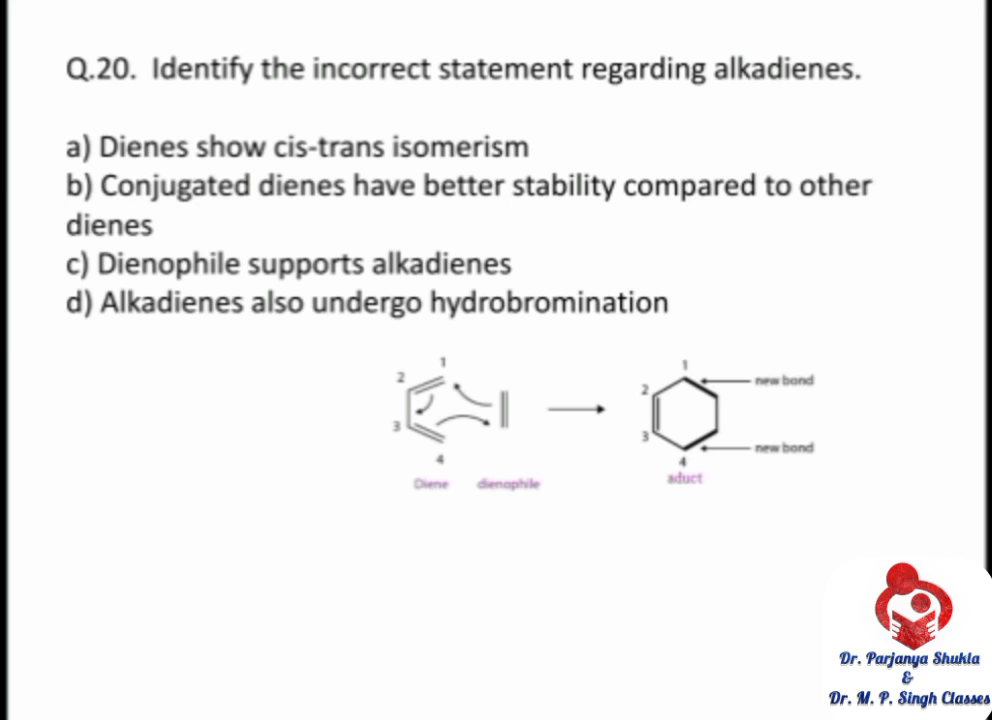 Q.20. Identify the incorrect statement regarding alkadienes.
a) Dienes show cis-trans isomerism
b) Conjugated dienes have better stability compared to other
dienes
c) Dienophile supports alkadienes
d) Alkadienes also undergo hydrobromination
1
2
3
4
Diene
dienophile
1
2
3
4
new bond
new bond
aduct
Dr. Parjanya Shukla
&
Dr. M. P. Singh Classes